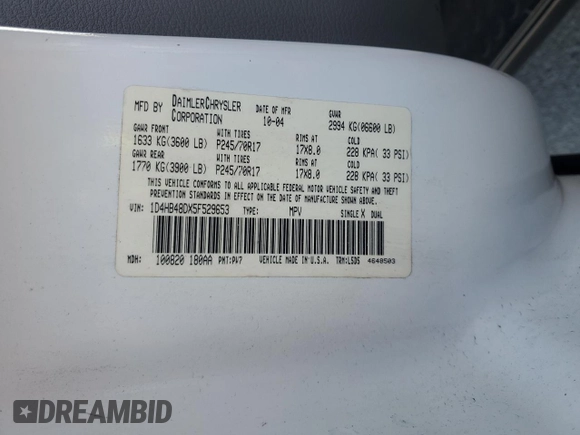 MFD BY DAIMLERCHRYSLER CORPORATION DATE OF MFR 10-04 GVWR 2994 KG(06600 LB)
GAWR FRONT WITH TIRES RIMS AT COLD
1633 KG(3600 LB) P245/70R17 17X8.0 228 KPA( 33 PSI)
GAWR REAR WITH TIRES RIMS AT COLD
1770 KG(3900 LB) P245/70R17 17X8.0 228 KPA( 33 PSI)
THIS VEHICLE CONFORMS TO ALL APPLICABLE FEDERAL MOTOR VEHICLE SAFETY AND THEFT
PREVENTION STANDARDS IN EFFECT ON THE DATE OF MANUFACTURE SHOWN ABOVE
VIN: 1D4HB48DX5F529653 TYPE: MPV SINGLE X DUAL
MDH: 100820 180AA PNT:PW7 VEHICLE MADE IN U.S.A. TRM:L5DS 4648503
DREAMBID